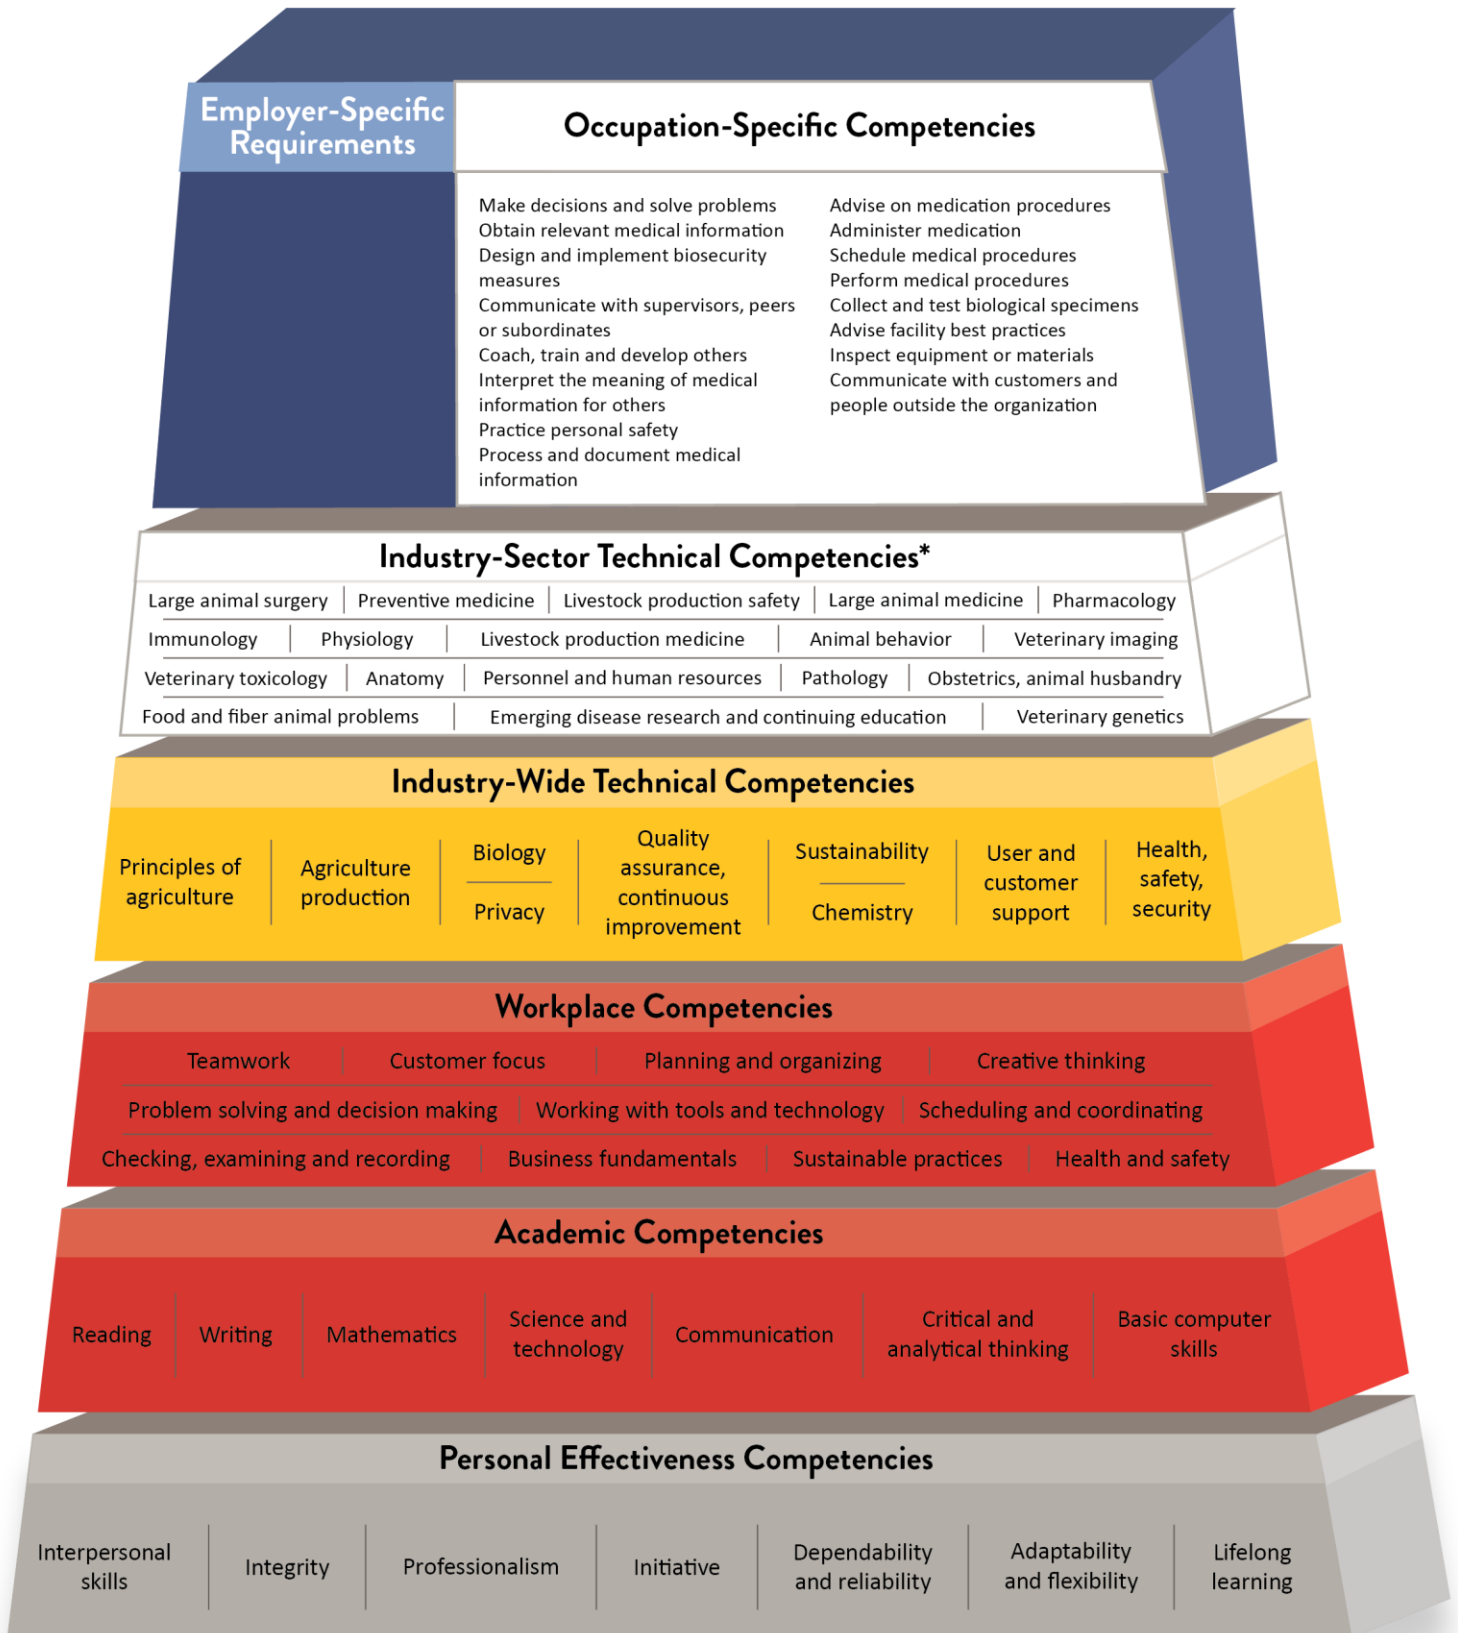 Employer-Specific
Requirements
Occupation-Specific Competencies
Make decisions and solve problems
Obtain relevant medical information
Design and implement biosecurity
measures
Communicate with supervisors, peers
or subordinates
Coach, train and develop others
Interpret the meaning of medical
information for others
Practice personal safety
Process and document medical
information
Advise on medication procedures
Administer medication
Schedule medical procedures
Perform medical procedures
Collect and test biological specimens
Advise facility best practices
Inspect equipment or materials
Communicate with customers and
people outside the organization
Industry-Sector Technical Competencies*
Large animal surgery Preventive medicine Livestock production safety Large animal medicine Pharmacology
Immunology Physiology Livestock production medicine Animal behavior Veterinary imaging
Veterinary toxicology Anatomy Personnel and human resources Pathology Obstetrics, animal husbandry
Food and fiber animal problems Emerging disease research and continuing education Veterinary genetics
Industry-Wide Technical Competencies
Principles of
agriculture
Agriculture
production
Biology
Privacy
Quality
assurance,
continuous
improvement
Sustainability
Chemistry
User and
customer
support
Health,
safety,
security
Workplace Competencies
Teamwork Customer focus Planning and organizing Creative thinking
Problem solving and decision making Working with tools and technology Scheduling and coordinating
Checking, examining and recording Business fundamentals Sustainable practices Health and safety
Academic Competencies
Reading
Writing
Mathematics
Science and
technology
Communication
Critical and
analytical thinking
Basic computer
skills
Personal Effectiveness Competencies
Interpersonal
skills
Integrity
Professionalism
Initiative
Dependability
and reliability
Adaptability
and flexibility
Lifelong
learning